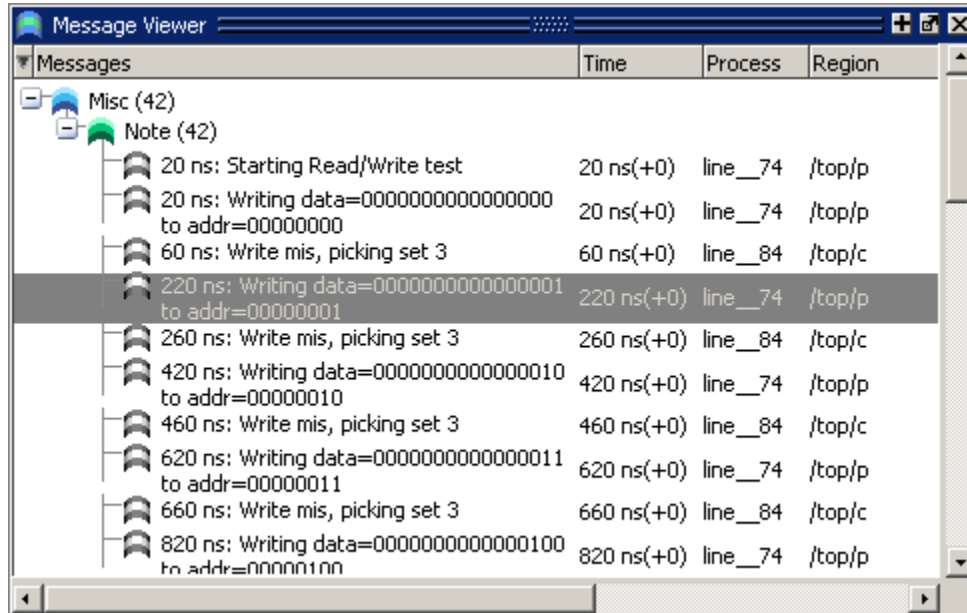 Message Viewer
Messages Time Process Region
Misc (42)
Note (42)
20 ns: Starting Read/Write test 20 ns(+0) line__74 /top/p
20 ns: Writing data=0000000000000000
to addr=00000000 20 ns(+0) line__74 /top/p
60 ns: Write mis, picking set 3 60 ns(+0) line__84 /top/c
220 ns: Writing data=0000000000000001
to addr=00000001 220 ns(+0) line__74 /top/p
260 ns: Write mis, picking set 3 260 ns(+0) line__84 /top/c
420 ns: Writing data=0000000000000010
to addr=00000010 420 ns(+0) line__74 /top/p
460 ns: Write mis, picking set 3 460 ns(+0) line__84 /top/c
620 ns: Writing data=0000000000000011
to addr=00000011 620 ns(+0) line__74 /top/p
660 ns: Write mis, picking set 3 660 ns(+0) line__84 /top/c
820 ns: Writing data=0000000000000100
to addr=00000100 820 ns(+0) line__74 /top/p